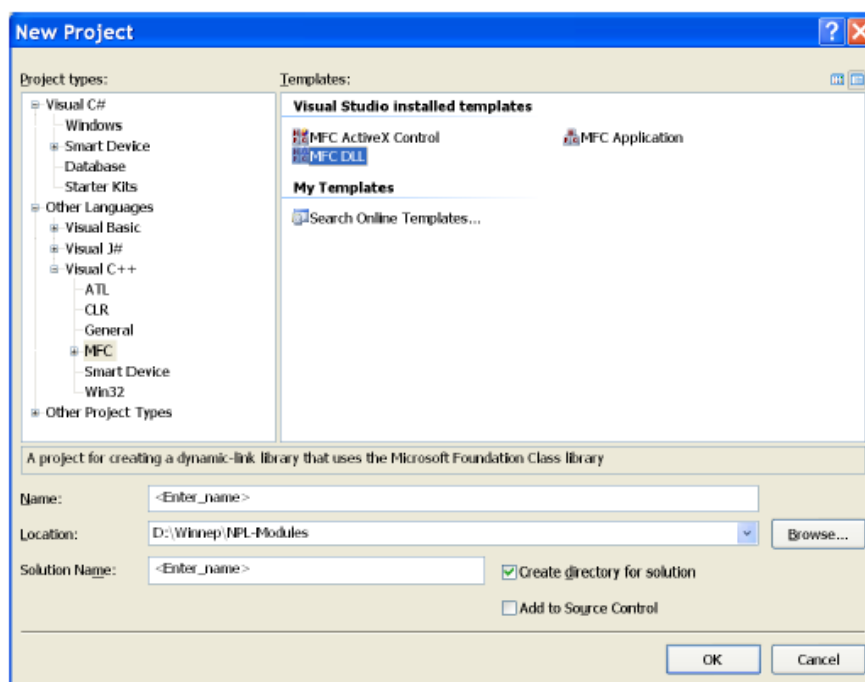 New Project
Project types:
Templates:
Visual C#
Windows
Smart Device
Database
Starter Kits
Other Languages
Visual Basic
Visual J#
Visual C++
ATL
CLR
General
MFC
Smart Device
Win32
Other Project Types
Visual Studio installed templates
MFC ActiveX Control
MFC Application
MFC DLL
My Templates
Search Online Templates...
A project for creating a dynamic-link library that uses the Microsoft Foundation Class library
Name:
<Enter_name>
Location:
D:\Winnep\NPL-Modules
Browse...
Solution Name:
<Enter_name>
Create directory for solution
Add to Source Control
OK
Cancel